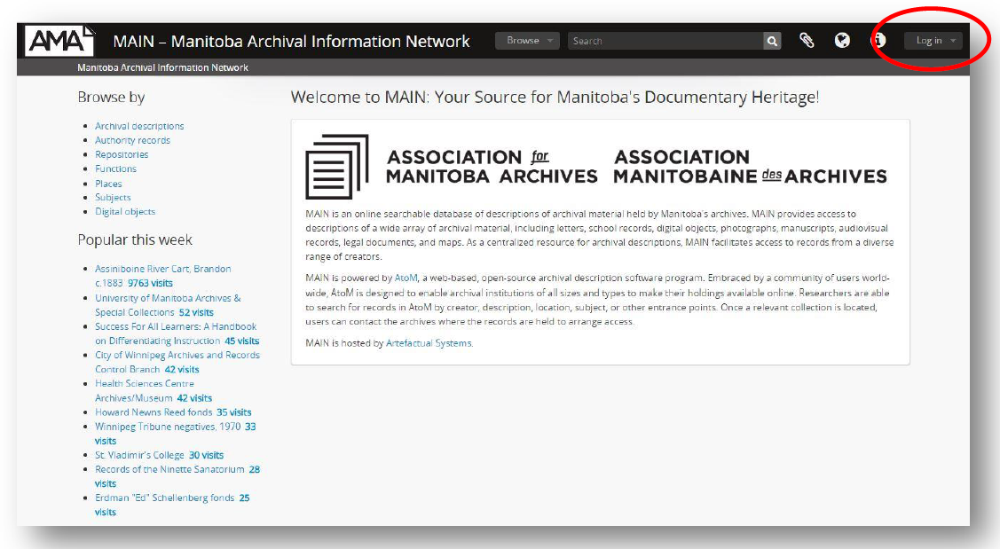 AMA MAIN – Manitoba Archival Information Network Browse Search Log in
Manitoba Archival Information Network
Browse by
Archival descriptions
Authority records
Repositories
Functions
Places
Subjects
Digital objects
Popular this week
Assiniboine River Cart, Brandon
c.1883 9763 visits
University of Manitoba Archives &
Special Collections 52 visits
Success For All Learners: A Handbook
on Differentiating Instruction 45 visits
City of Winnipeg Archives and Records
Control Branch 42 visits
Health Sciences Centre
Archives/Museum 42 visits
Howard Newns Reed fonds 35 visits
Winnipeg Tribune negatives, 1970 33
visits
St. Vladimir's College 30 visits
Records of the Ninette Sanatorium 28
visits
Erdman "Ed" Schellenberg fonds 25
visits
Welcome to MAIN: Your Source for Manitoba's Documentary Heritage!
ASSOCIATION for
MANITOBA ARCHIVES
ASSOCIATION
MANITOBAINE des ARCHIVES
MAIN is an online searchable database of descriptions of archival material held by Manitoba's archives. MAIN provides access to
descriptions of a wide array of archival material, including letters, school records, digital objects, photographs, manuscripts, audiovisual
records, legal documents, and maps. As a centralized resource for archival descriptions, MAIN facilitates access to records from a diverse
range of creators.
MAIN is powered by AtoM, a web-based, open-source archival description software program. Embraced by a community of users world-
wide, AtoM is designed to enable archival institutions of all sizes and types to make their holdings available online. Researchers are able
to search for records in AtoM by creator, description, location, subject, or other entrance points. Once a relevant collection is located,
users can contact the archives where the records are held to arrange access.
MAIN is hosted by Artefactual Systems.